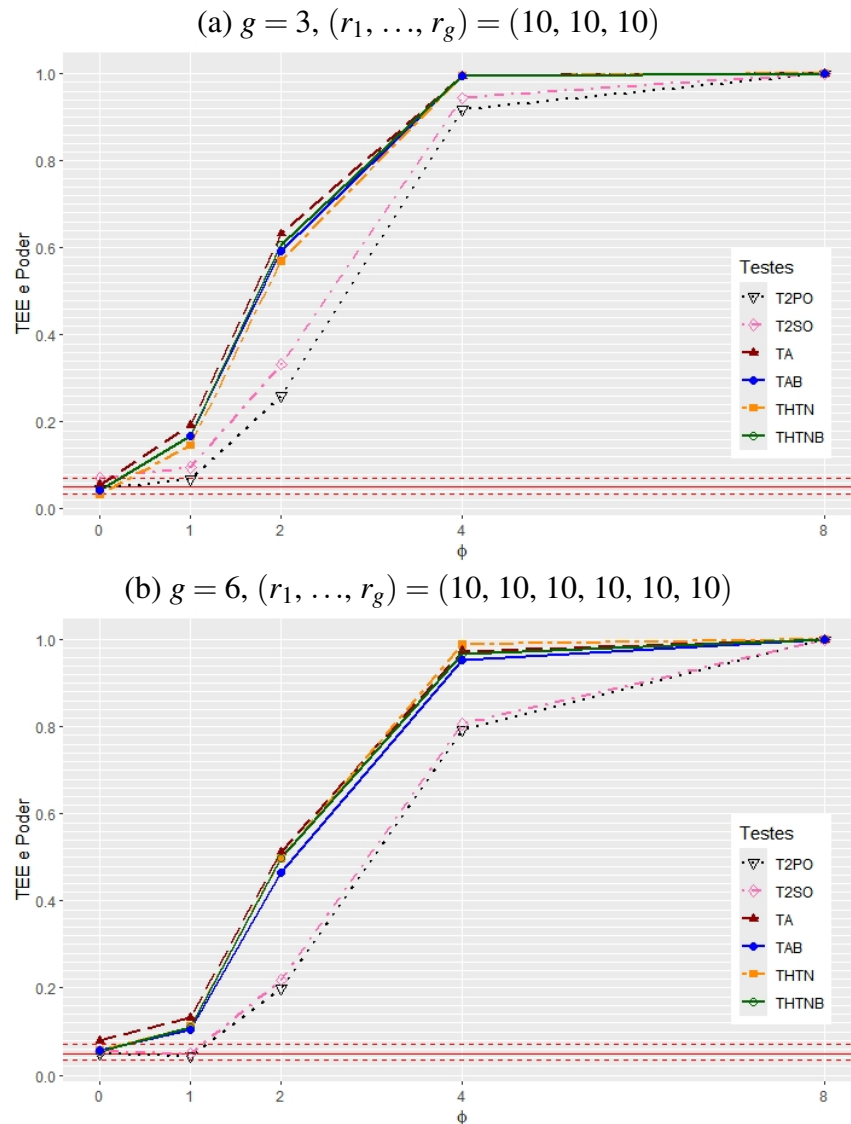 (a) g = 3, (r₁, …, r_g) = (10, 10, 10)
1.0
0.8
0.6
0.4
0.2
0.0
TEE e Poder
Testes
T2PO
T2SO
TA
TAB
THTN
THTNB
0 1 2 4 8
ϕ
(b) g = 6, (r₁, …, r_g) = (10, 10, 10, 10, 10, 10)
1.0
0.8
0.6
0.4
0.2
0.0
TEE e Poder
Testes
T2PO
T2SO
TA
TAB
THTN
THTNB
0 1 2 4 8
ϕ